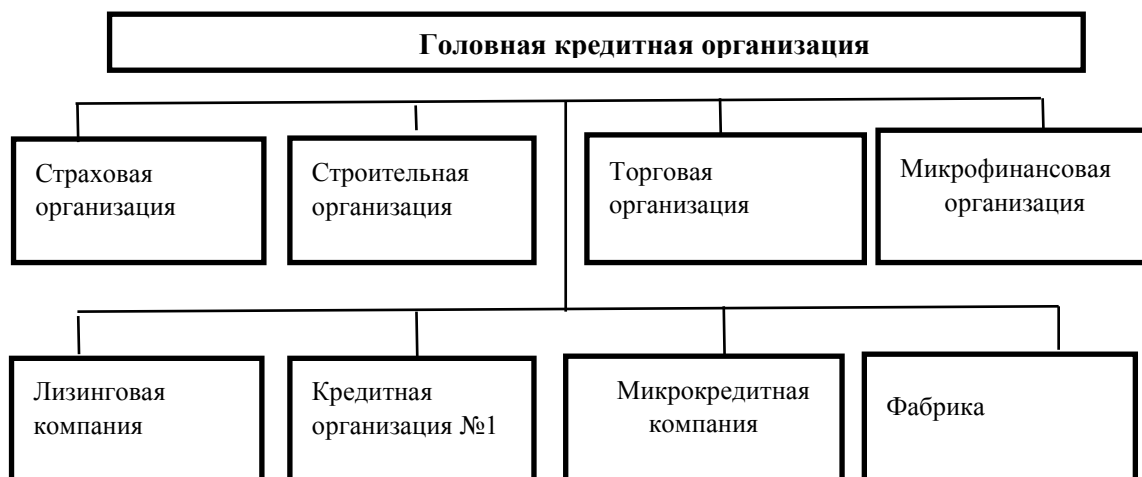 Головная кредитная организация
Страховая
организация
Строительная
организация
Торговая
организация
Микрофинансовая
организация
Лизинговая
компания
Кредитная
организация №1
Микрокредитная
компания
Фабрика